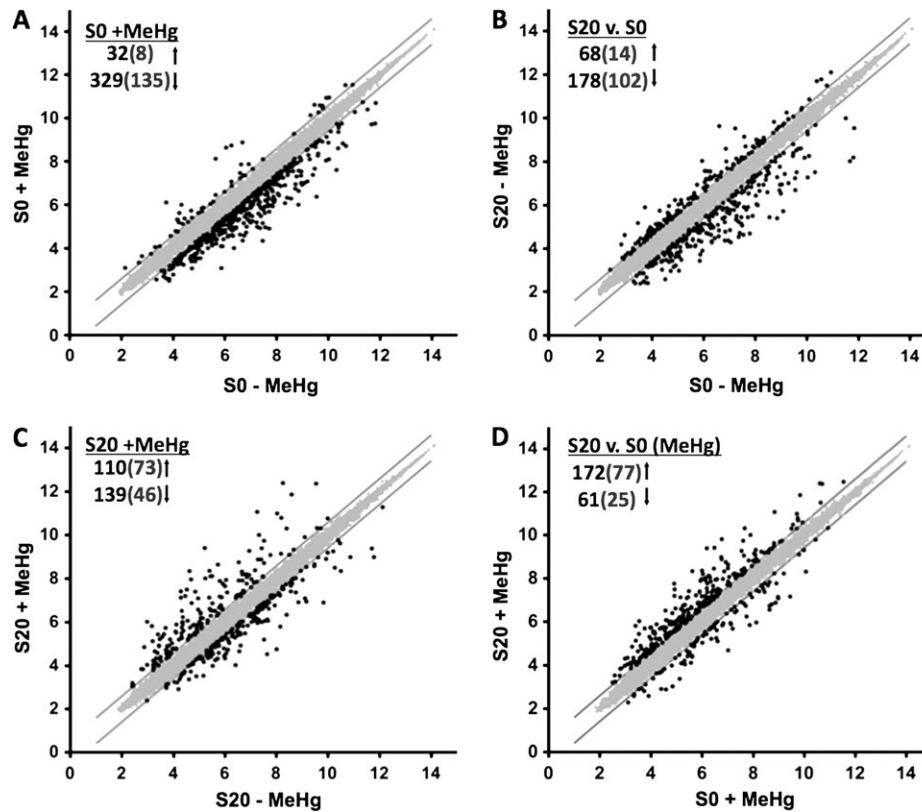 A
S0 +MeHg
32(8) ↑
329(135)↓
14
12
10
8
6
4
2
0
S0 + MeHg
0 2 4 6 8 10 12 14
S0 - MeHg
B
S20 v. S0
68(14) ↑
178(102)↓
14
12
10
8
6
4
2
0
S20 - MeHg
0 2 4 6 8 10 12 14
S0 - MeHg
C
S20 +MeHg
110(73)↑
139(46)↓
14
12
10
8
6
4
2
0
S20 + MeHg
0 2 4 6 8 10 12 14
S20 - MeHg
D
S20 v. S0 (MeHg)
172(77)↑
61(25) ↓
14
12
10
8
6
4
2
0
S20 + MeHg
0 2 4 6 8 10 12 14
S0 + MeHg